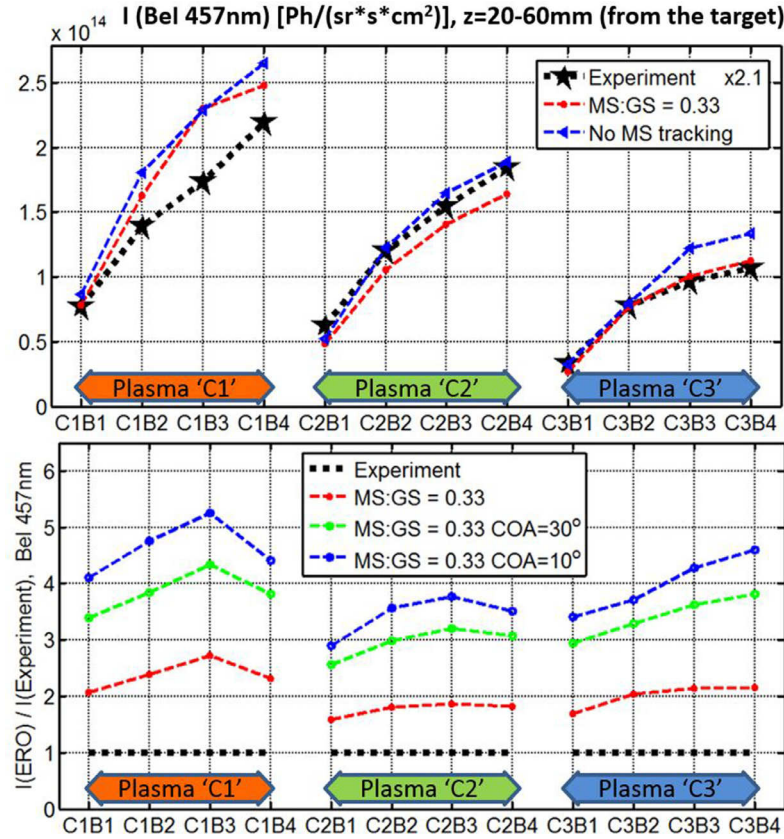 I (BeI 457nm) [Ph/(sr*s*cm²)], z=20-60mm (from the target)
x 10¹⁴
2.5
2
1.5
1
0.5
0
Experiment x2.1
MS:GS = 0.33
No MS tracking
Plasma ‘C1’ Plasma ‘C2’ Plasma ‘C3’
C1B1 C1B2 C1B3 C1B4 C2B1 C2B2 C2B3 C2B4 C3B1 C3B2 C3B3 C3B4
I(ERO) / I(Experiment), BeI 457nm
6
5
4
3
2
1
0
Experiment
MS:GS = 0.33
MS:GS = 0.33 COA=30°
MS:GS = 0.33 COA=10°
Plasma ‘C1’ Plasma ‘C2’ Plasma ‘C3’
C1B1 C1B2 C1B3 C1B4 C2B1 C2B2 C2B3 C2B4 C3B1 C3B2 C3B3 C3B4